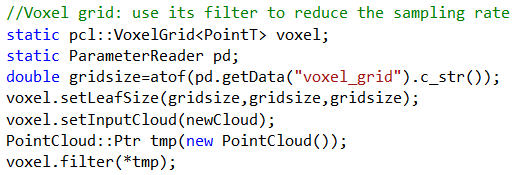 //Voxel grid: use its filter to reduce the sampling rate
static pcl::VoxelGrid<PointT> voxel;
static ParameterReader pd;
double gridsize=atof(pd.getData("voxel_grid").c_str());
voxel.setLeafSize(gridsize,gridsize,gridsize);
voxel.setInputCloud(newCloud);
PointCloud::Ptr tmp(new PointCloud());
voxel.filter(*tmp);